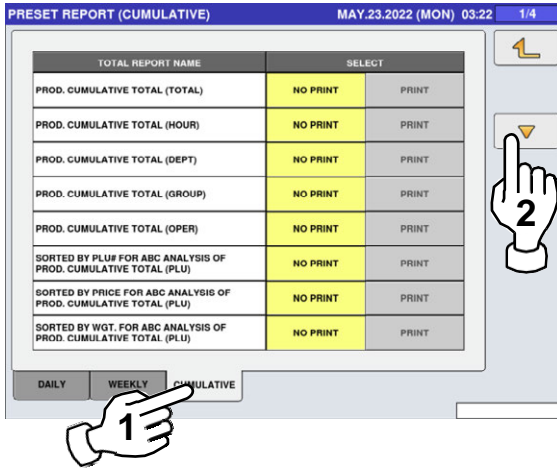 PRESET REPORT (CUMULATIVE) MAY.23.2022 (MON) 03:22 1/4
TOTAL REPORT NAME SELECT
PROD. CUMULATIVE TOTAL (TOTAL) NO PRINT PRINT
PROD. CUMULATIVE TOTAL (HOUR) NO PRINT PRINT
PROD. CUMULATIVE TOTAL (DEPT) NO PRINT PRINT
PROD. CUMULATIVE TOTAL (GROUP) NO PRINT PRINT
PROD. CUMULATIVE TOTAL (OPER) NO PRINT PRINT
SORTED BY PLU# FOR ABC ANALYSIS OF
PROD. CUMULATIVE TOTAL (PLU) NO PRINT PRINT
SORTED BY PRICE FOR ABC ANALYSIS OF
PROD. CUMULATIVE TOTAL (PLU) NO PRINT PRINT
SORTED BY WGT. FOR ABC ANALYSIS OF
PROD. CUMULATIVE TOTAL (PLU) NO PRINT PRINT
2
DAILY WEEKLY CUMULATIVE
1